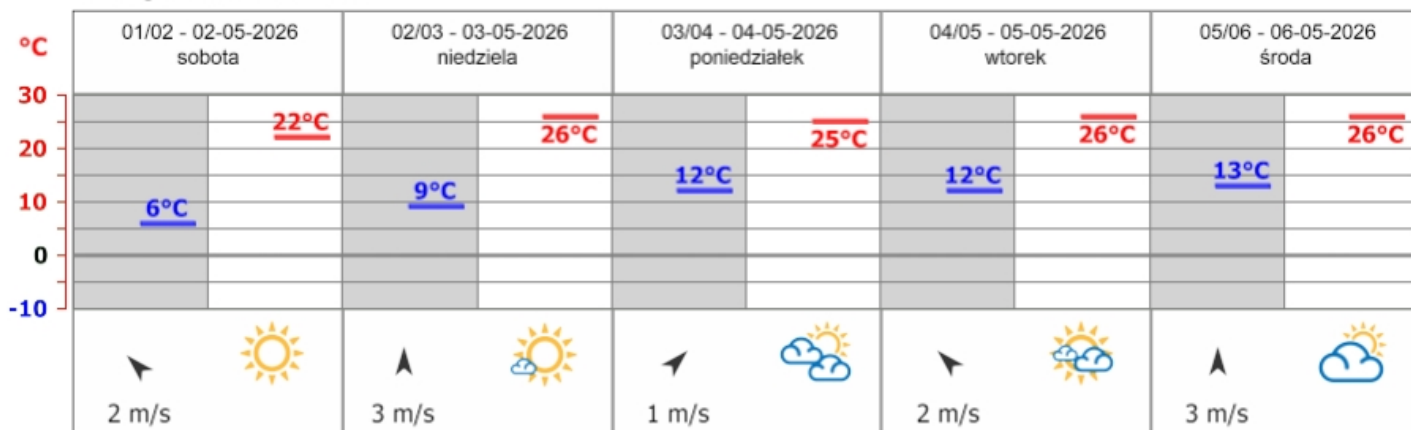 01/02 - 02-05-2026
sobota
02/03 - 03-05-2026
niedziela
03/04 - 04-05-2026
poniedziałek
04/05 - 05-05-2026
wtorek
05/06 - 06-05-2026
środa
°C
30
20
10
0
-10
6°C
22°C
9°C
26°C
12°C
25°C
12°C
26°C
13°C
26°C
2 m/s
3 m/s
1 m/s
2 m/s
3 m/s